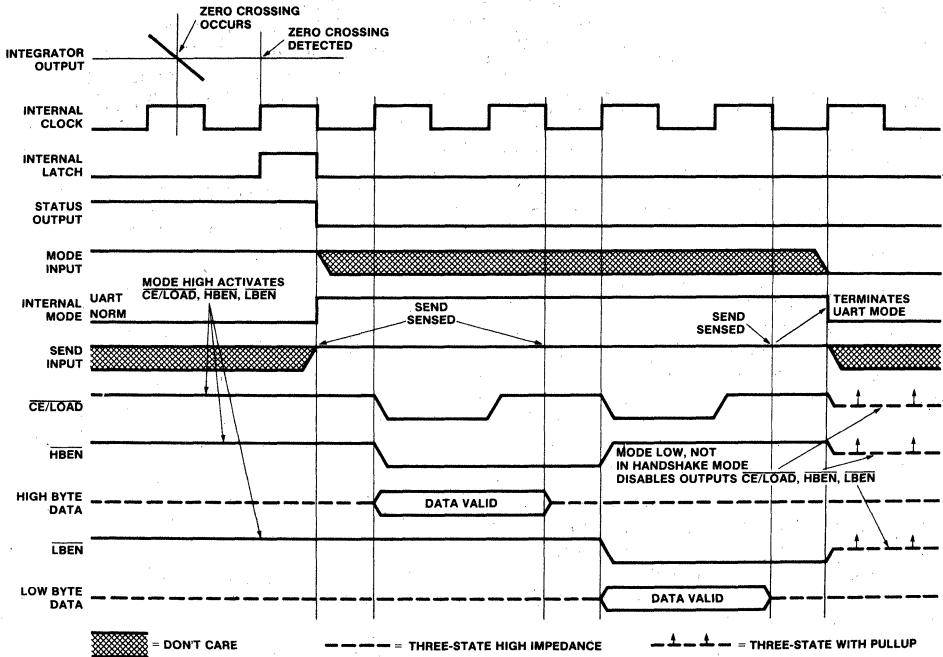 ZERO CROSSING
OCCURS
ZERO CROSSING
DETECTED
INTEGRATOR
OUTPUT
INTERNAL
CLOCK
INTERNAL
LATCH
STATUS
OUTPUT
MODE
INPUT
MODE HIGH ACTIVATES
CE/LOAD, HBEN, LBEN
INTERNAL
MODE
UART
NORM
SEND
SENSED
SEND
SENSED
TERMINATES
UART MODE
SEND
INPUT
CE/LOAD
HBEN
MODE LOW, NOT
IN HANDSHAKE MODE
DISABLES OUTPUTS CE/LOAD, HBEN, LBEN
HIGH BYTE
DATA
DATA VALID
LBEN
LOW BYTE
DATA
DATA VALID
= DON'T CARE
= THREE-STATE HIGH IMPEDANCE
= THREE-STATE WITH PULLUP